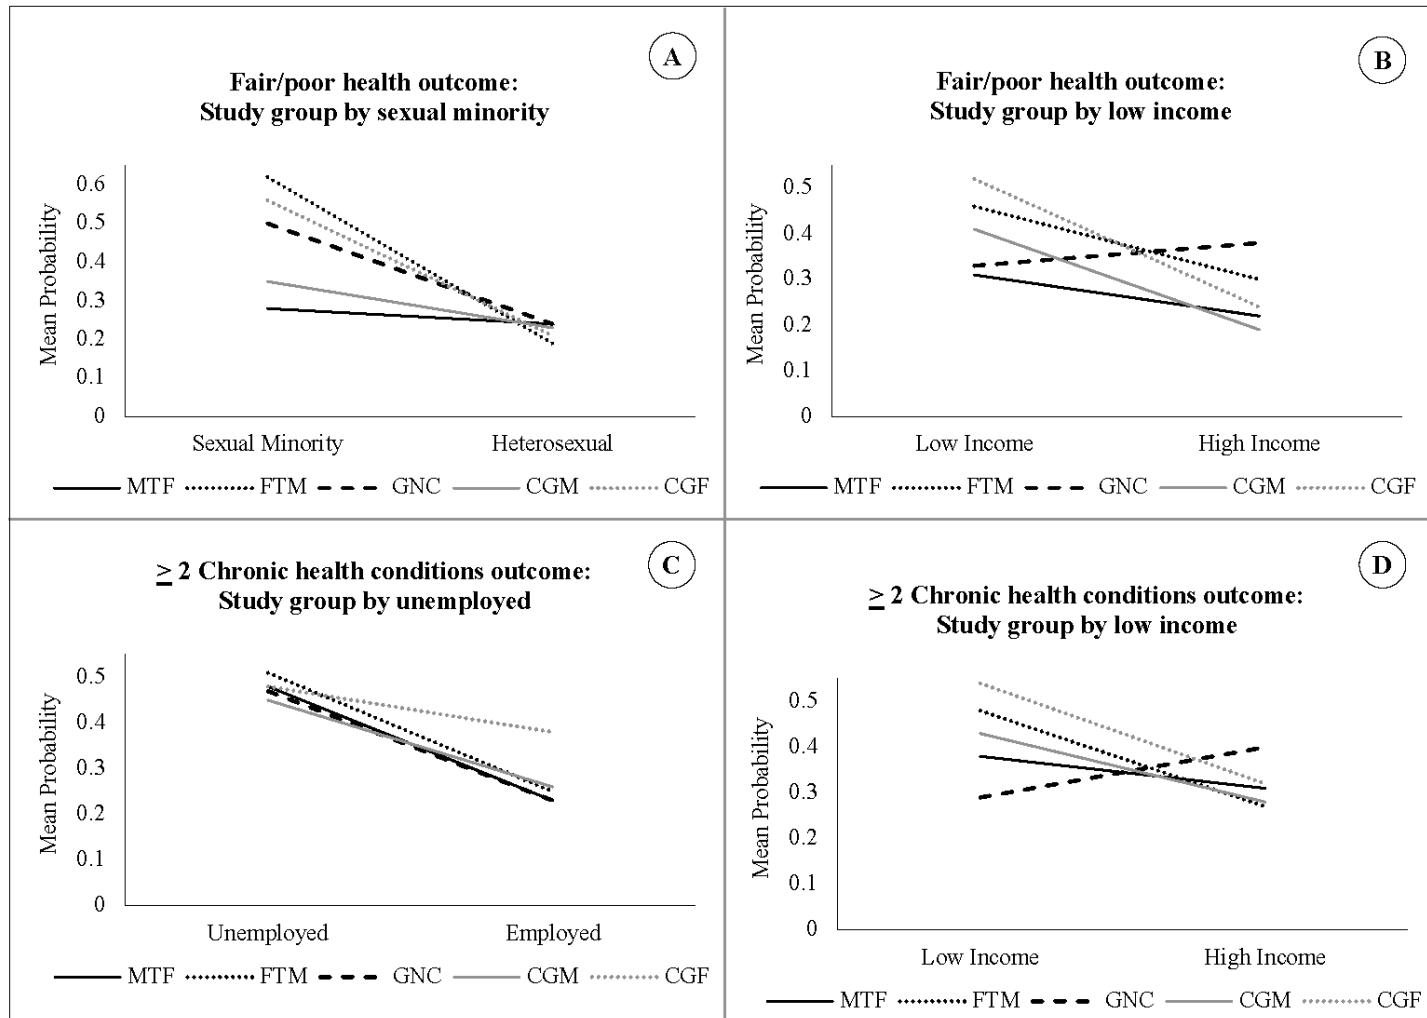 A
Fair/poor health outcome:
Study group by sexual minority
Mean Probability
0.6
0.5
0.4
0.3
0.2
0.1
0
Sexual Minority Heterosexual
MTF FTM GNC CGM CGF
B
Fair/poor health outcome:
Study group by low income
Mean Probability
0.5
0.4
0.3
0.2
0.1
0
Low Income High Income
MTF FTM GNC CGM CGF
C
≥ 2 Chronic health conditions outcome:
Study group by unemployed
Mean Probability
0.5
0.4
0.3
0.2
0.1
0
Unemployed Employed
MTF FTM GNC CGM CGF
D
≥ 2 Chronic health conditions outcome:
Study group by low income
Mean Probability
0.5
0.4
0.3
0.2
0.1
0
Low Income High Income
MTF FTM GNC CGM CGF